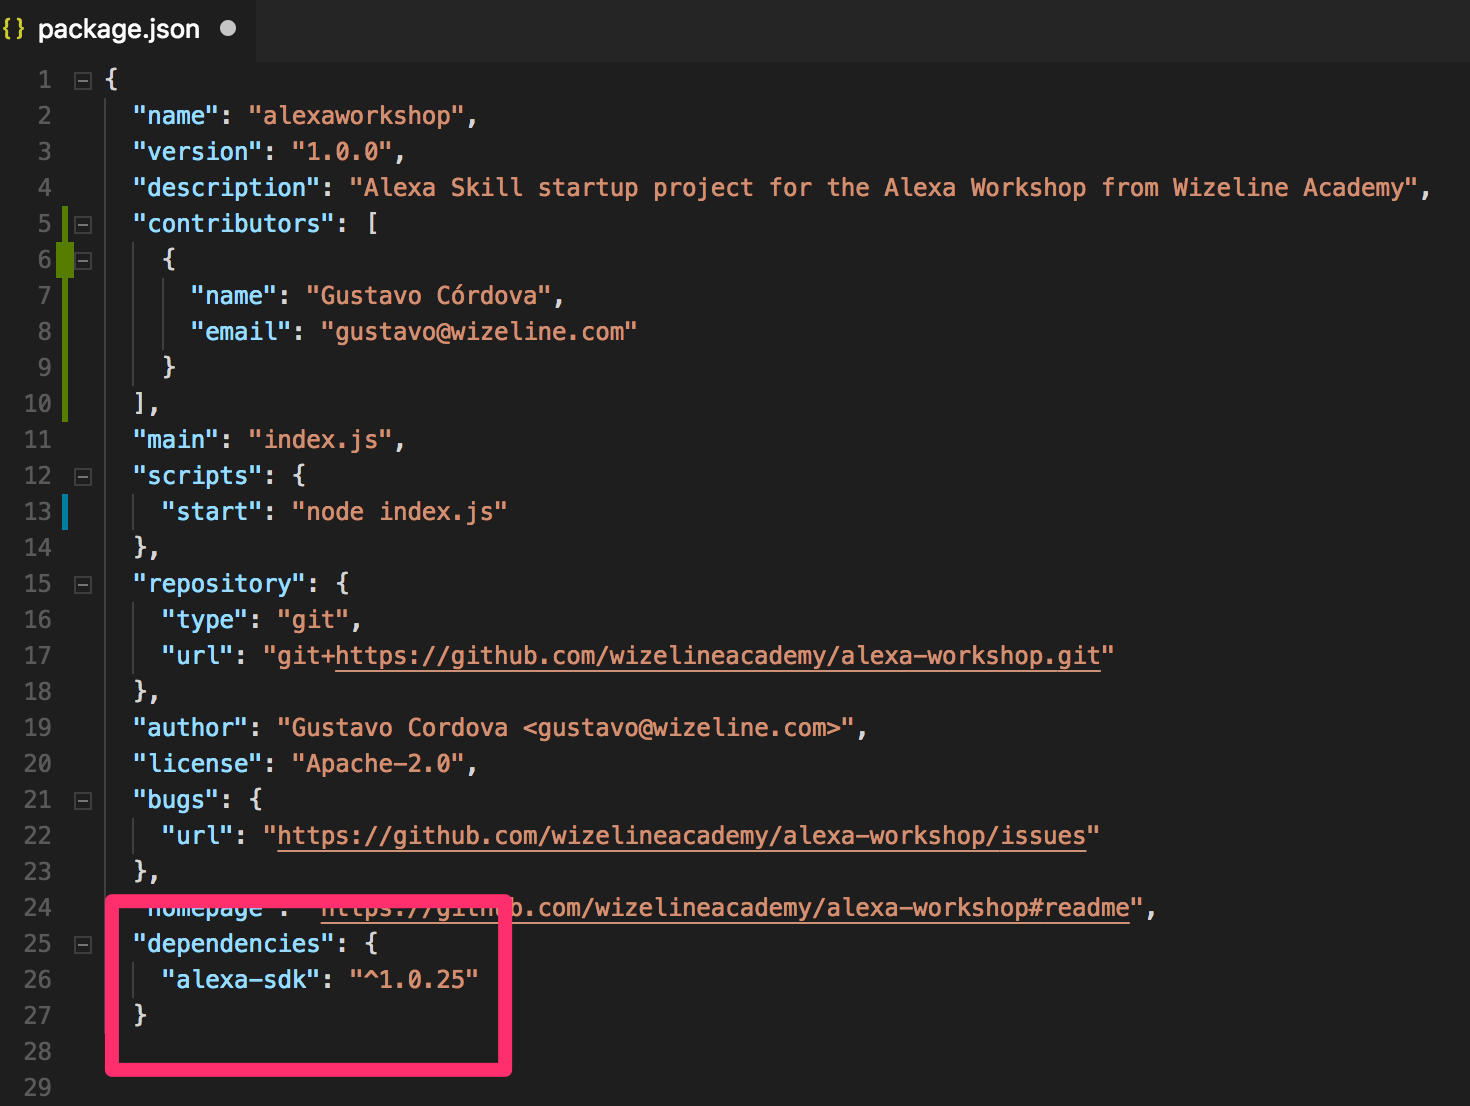 {} package.json
1 {
2 "name": "alexaworkshop",
3 "version": "1.0.0",
4 "description": "Alexa Skill startup project for the Alexa Workshop from Wizeline Academy",
5 "contributors": [
6 {
7 "name": "Gustavo Córdova",
8 "email": "gustavo@wizeline.com"
9 }
10 ],
11 "main": "index.js",
12 "scripts": {
13 "start": "node index.js"
14 },
15 "repository": {
16 "type": "git",
17 "url": "git+https://github.com/wizelineacademy/alexa-workshop.git"
18 },
19 "author": "Gustavo Cordova <gustavo@wizeline.com>",
20 "license": "Apache-2.0",
21 "bugs": {
22 "url": "https://github.com/wizelineacademy/alexa-workshop/issues"
23 },
24 "homepage": "https://github.com/wizelineacademy/alexa-workshop#readme",
25 "dependencies": {
26 "alexa-sdk": "^1.0.25"
27 }
28
29